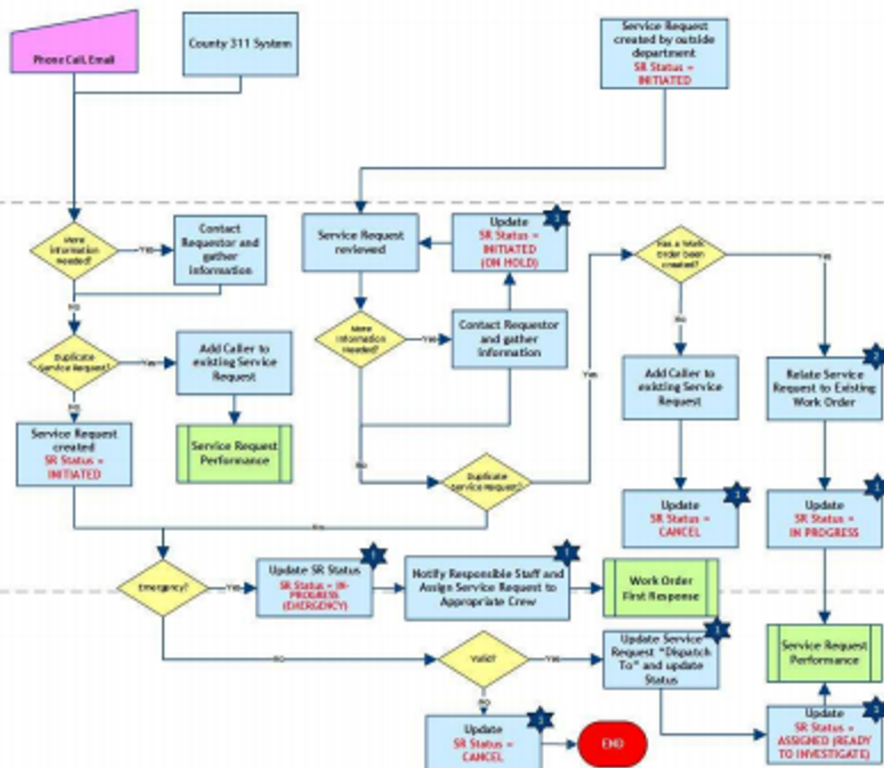 Phone Call, Email
County 311 System
Service Request
created by outside
department
SR Status =
INITIATED
More
Information
Needed?
Yes
Contact
Requestor and
gather
information
No
Duplicate
Service Request?
Yes
Add Caller to
existing Service
Request
Service Request
Performance
No
Service Request
created
SR Status =
INITIATED
Service Request
reviewed
Update
SR Status =
INITIATED
(ON HOLD)
More
Information
Needed?
Yes
Contact Requestor
and gather
information
No
Duplicate
Service Request?
Yes
No
Has a Work
Order been
created?
Yes
No
Add Caller to
existing Service
Request
Update
SR Status =
CANCEL
Relate Service
Request to Existing
Work Order
Update
SR Status =
IN PROGRESS
Emergency?
Yes
Update SR Status
SR Status = IN-
PROGRESS
(EMERGENCY)
Notify Responsible Staff and
Assign Service Request to
Appropriate Crew
Work Order
First Response
No
Valid?
Yes
Update Service
Request "Dispatch
To" and update
Status
Service Request
Performance
No
Update
SR Status =
CANCEL
END
Update
SR Status =
ASSIGNED (READY
TO INVESTIGATE)